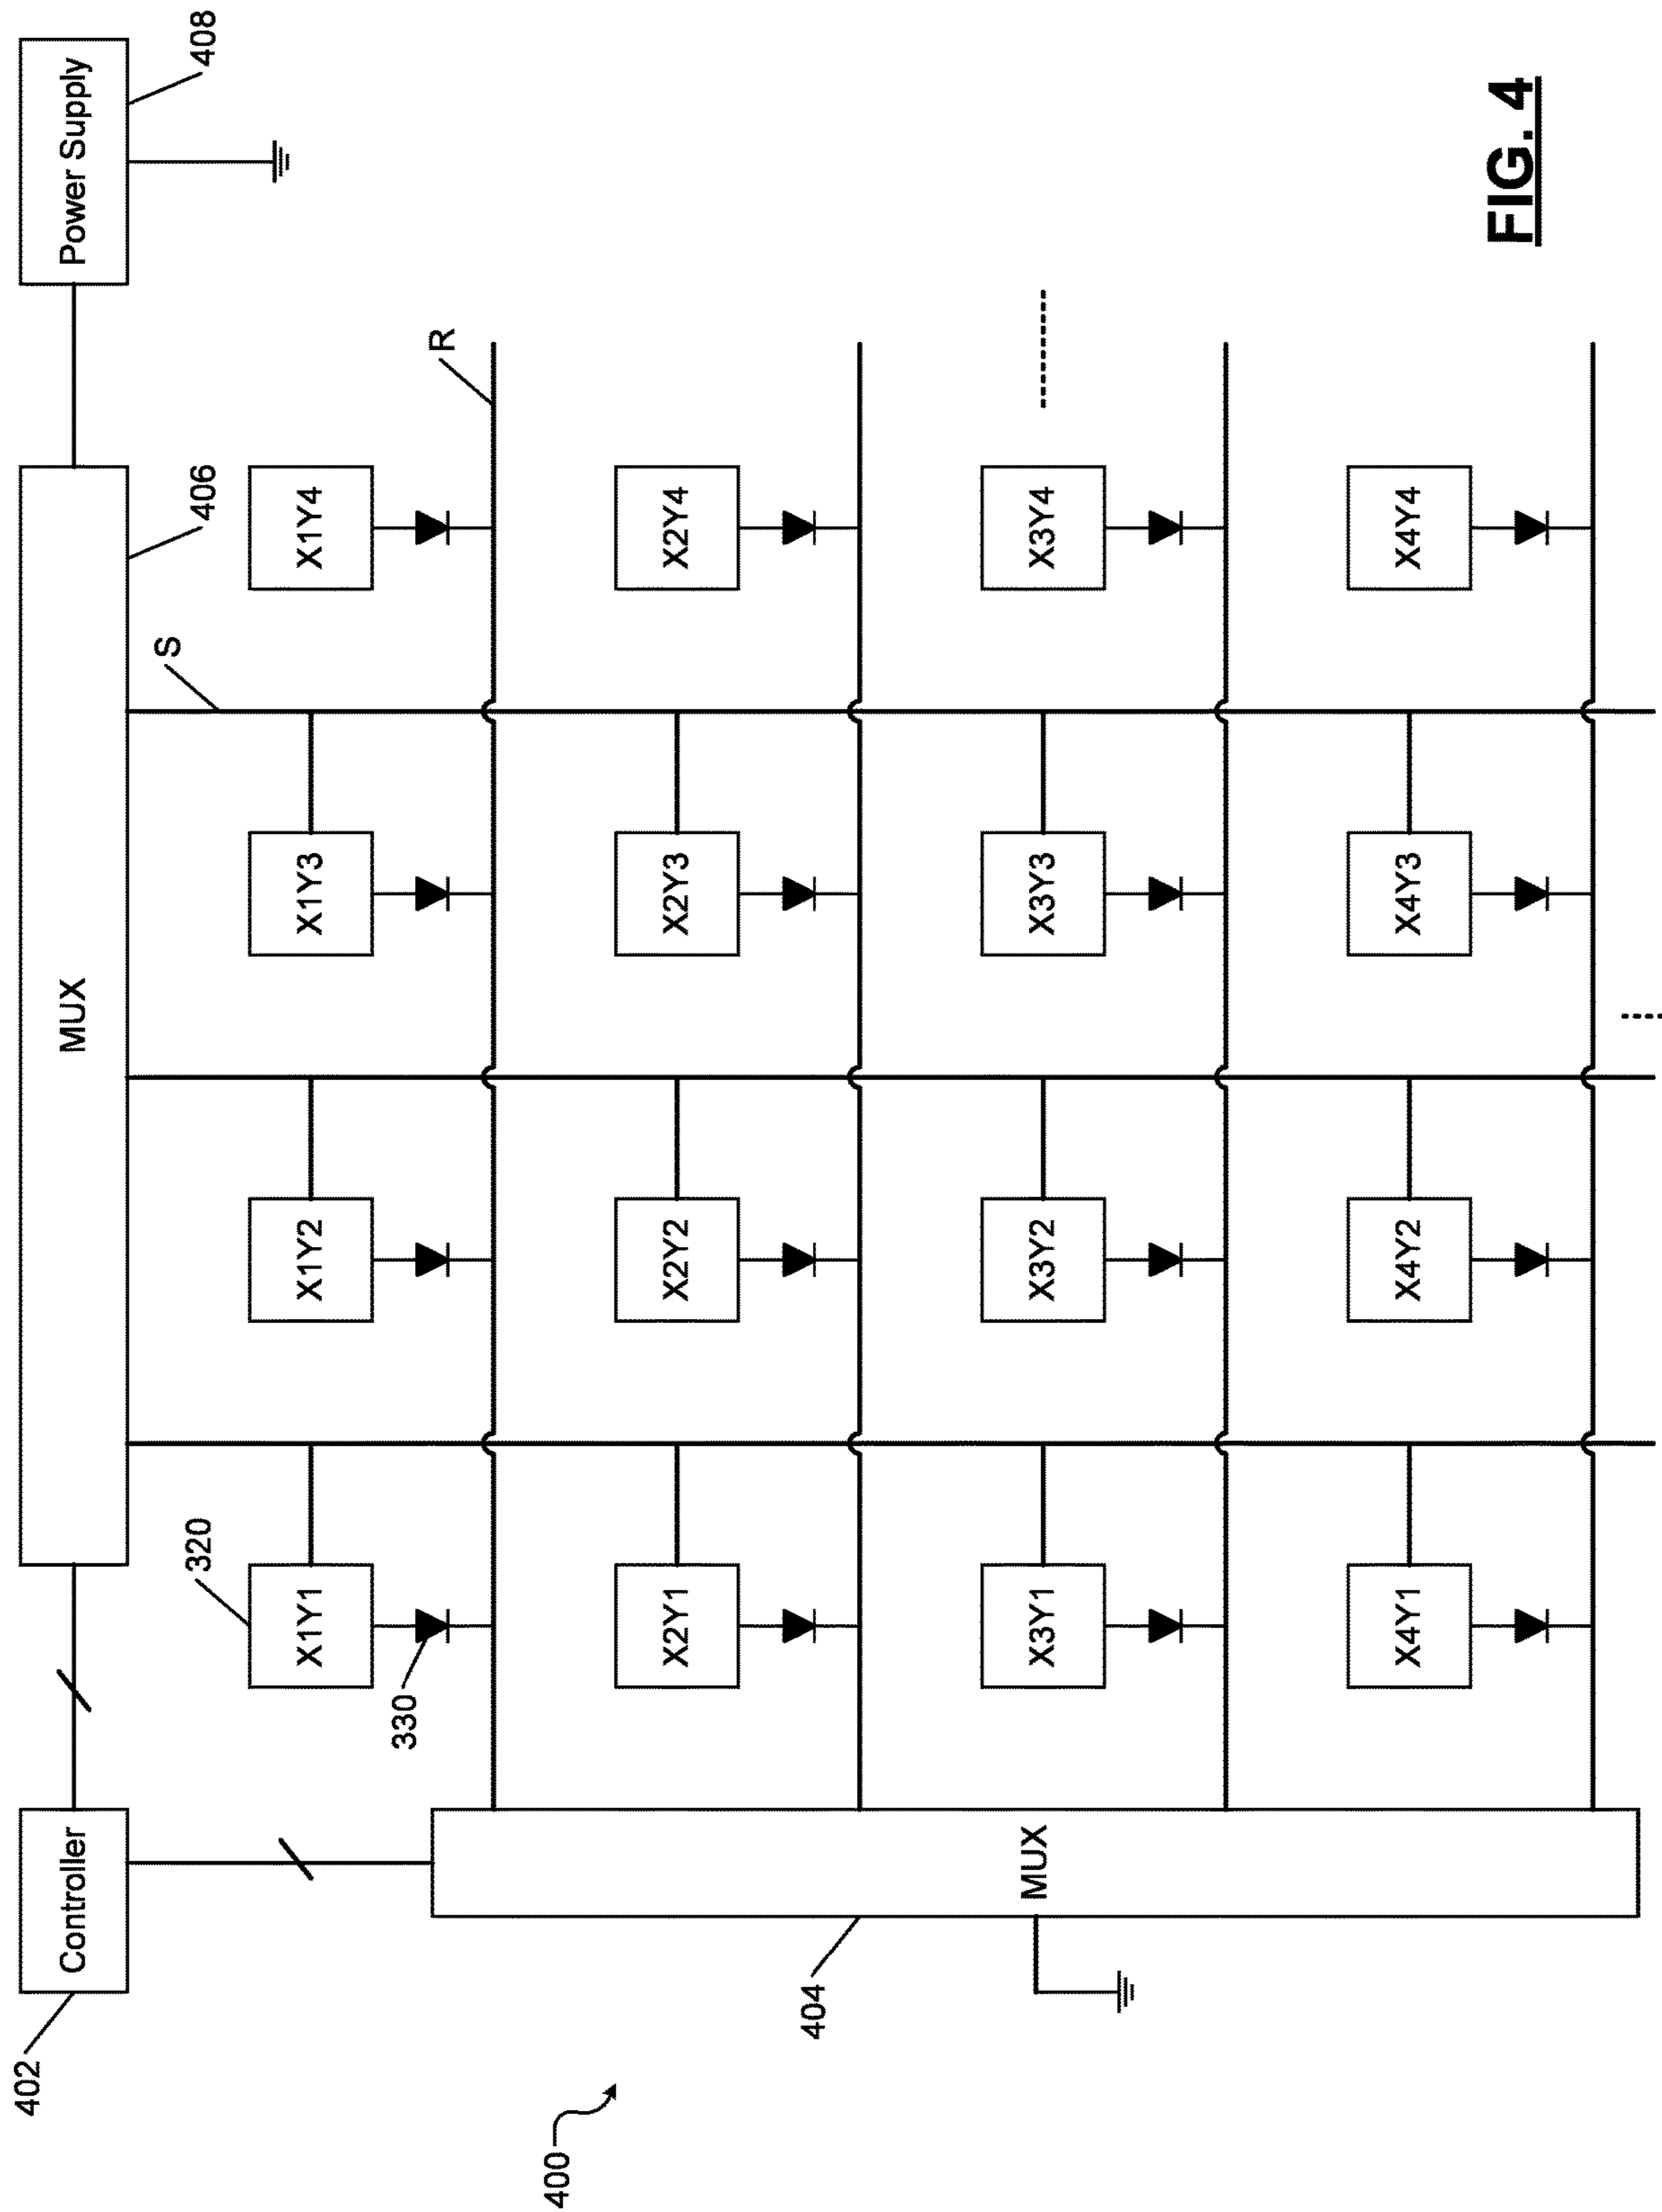 402
Controller
MUX
406
Power Supply
408
S
R
320
330
X1Y1
X1Y2
X1Y3
X1Y4
X2Y1
X2Y2
X2Y3
X2Y4
X3Y1
X3Y2
X3Y3
X3Y4
X4Y1
X4Y2
X4Y3
X4Y4
MUX
404
400
FIG. 4